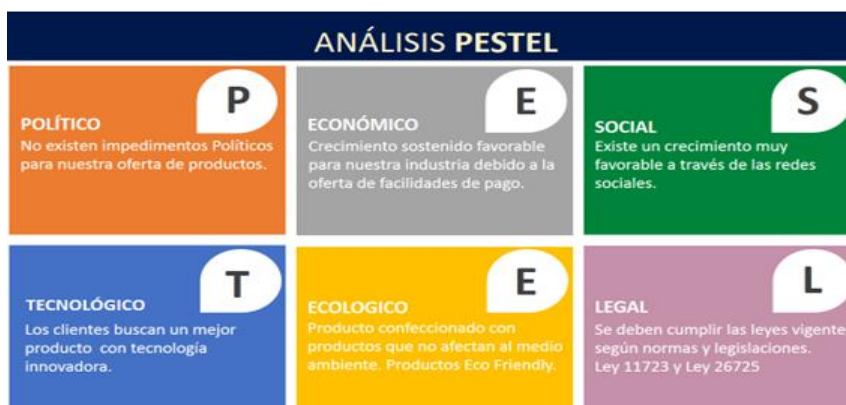 ANÁLISIS PESTEL
P
POLÍTICO
No existen impedimentos Políticos
para nuestra oferta de productos.
E
ECONÓMICO
Crecimiento sostenido favorable
para nuestra industria debido a la
oferta de facilidades de pago.
S
SOCIAL
Existe un crecimiento muy
favorable a través de las redes
sociales.
T
TECNOLÓGICO
Los clientes buscan un mejor
producto con tecnología
innovadora.
E
ECOLOGICO
Producto confeccionado con
productos que no afectan al medio
ambiente. Productos Eco Friendly.
L
LEGAL
Se deben cumplir las leyes vigente
según normas y legislaciones.
Ley 11723 y Ley 26725